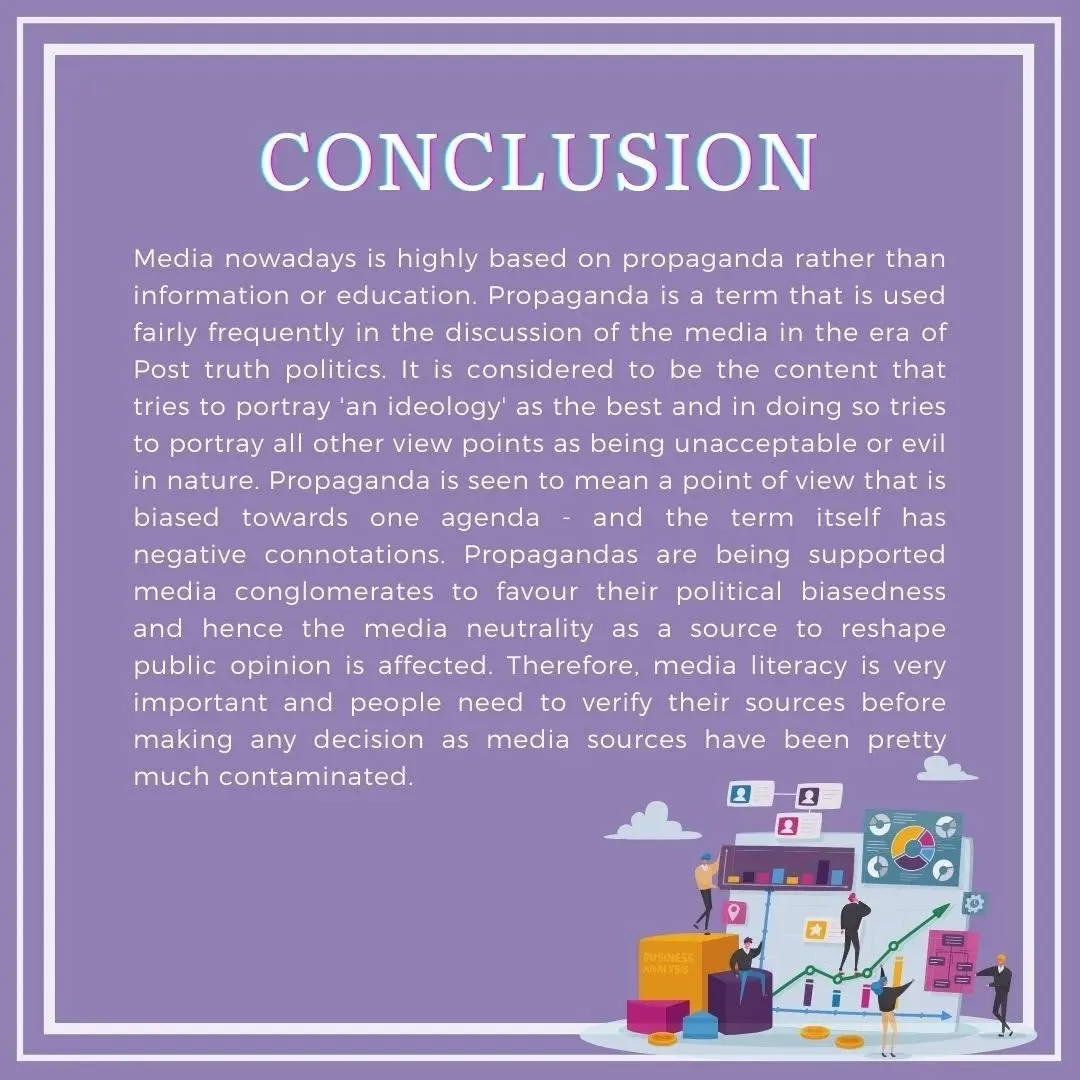 CONCLUSION
Media nowadays is highly based on propaganda rather than
information or education. Propaganda is a term that is used
fairly frequently in the discussion of the media in the era of
Post truth politics. It is considered to be the content that
tries to portray 'an ideology' as the best and in doing so tries
to portray all other view points as being unacceptable or evil
in nature. Propaganda is seen to mean a point of view that is
biased towards one agenda - and the term itself has
negative connotations. Propagandas are being supported
media conglomerates to favour their political biasedness
and hence the media neutrality as a source to reshape
public opinion is affected. Therefore, media literacy is very
important and people need to verify their sources before
making any decision as media sources have been pretty
much contaminated.
BUSINESS
ANALYSIS